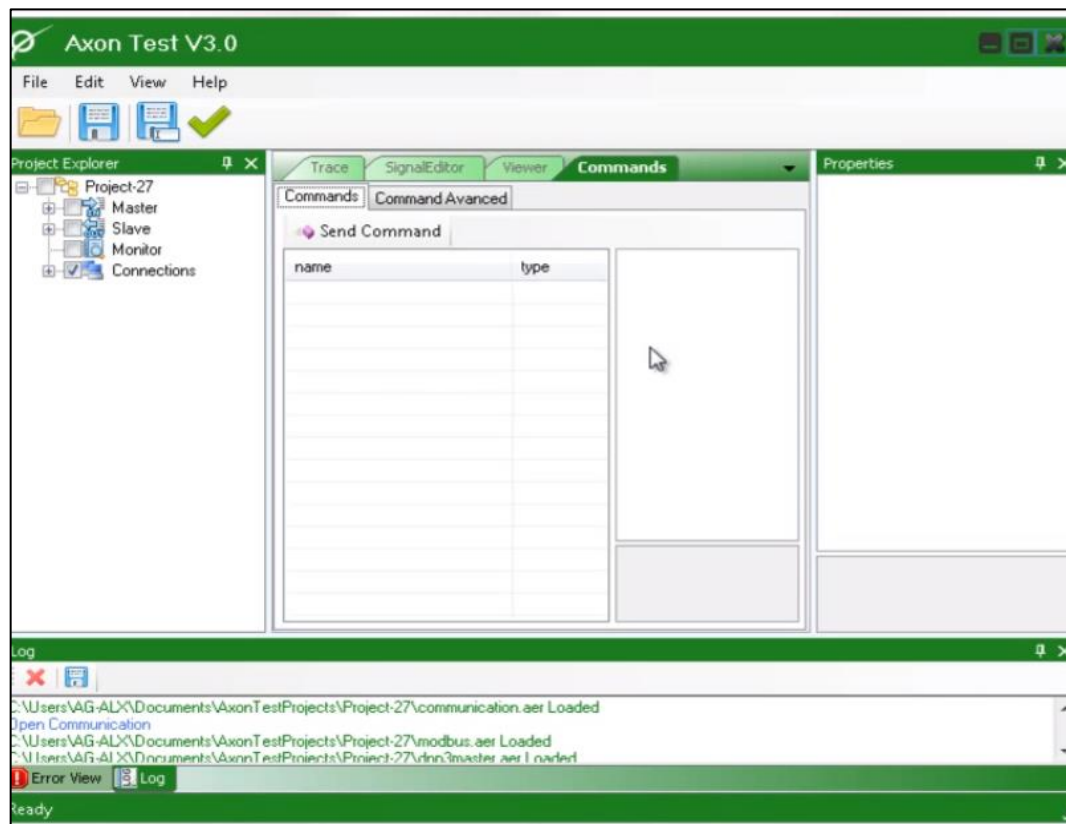 Axon Test V3.0
File Edit View Help
Project Explorer
Project-27
Master
Slave
Monitor
Connections
Trace SignalEditor Viewer Commands
Commands Command Avanced
Send Command
name type
Properties
Log
C:\Users\AG-ALX\Documents\AxonTestProjects\Project-27\communication.aer Loaded
Open Communication
C:\Users\AG-ALX\Documents\AxonTestProjects\Project-27\modbus.aer Loaded
C:\Users\AG-ALX\Documents\AxonTestProjects\Project-27\dnp3master.aer Loaded
Error View Log
Ready